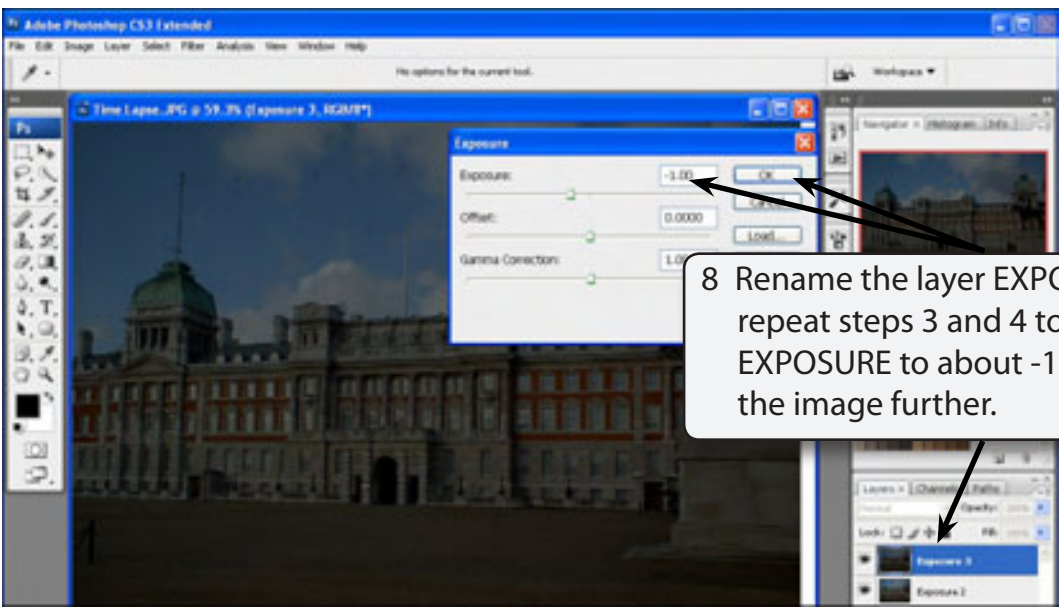 Adobe Photoshop CS3 Extended
File Edit Image Layer Select Filter Analysis View Window Help
No options for the current tool.
Workspace
Time Lapse.JPG @ 59.3% (Exposure 3, RGB/8*)
Ps
Navigator x Histogram Info
Exposure
Exposure: -1.00 OK
Offset: 0.0000
Load...
Gamma Correction:
8 Rename the layer EXPO
repeat steps 3 and 4 to
EXPOSURE to about -1
the image further.
Layers x Channels Paths
Opacity:
Lock: Fill:
Exposure 3
Exposure 2